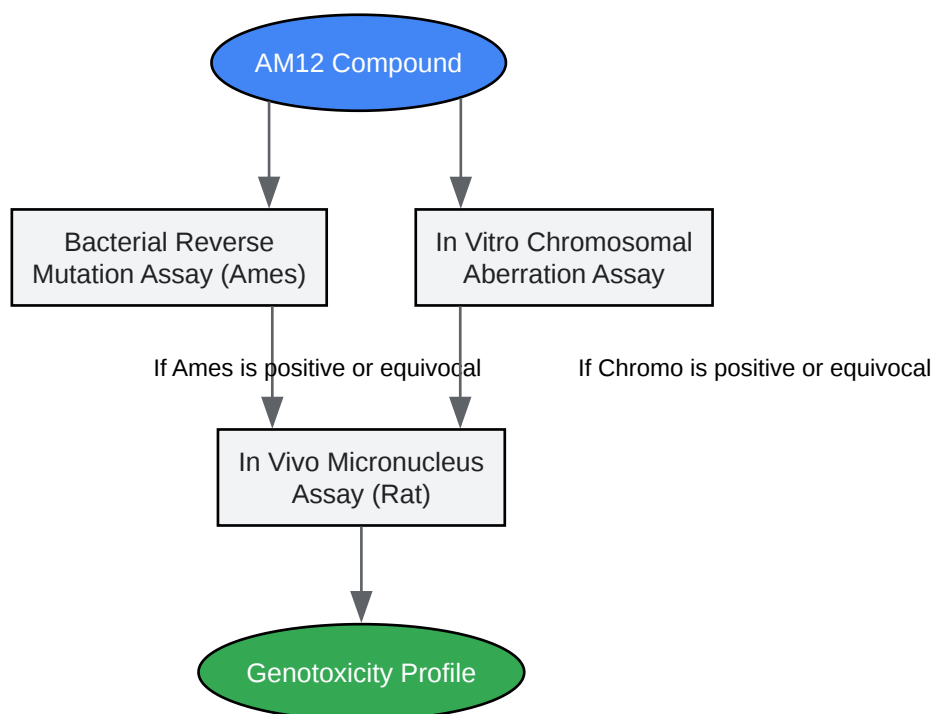 AM12 Compound
Bacterial Reverse
Mutation Assay (Ames)
In Vitro Chromosomal
Aberration Assay
If Ames is positive or equivocal
If Chromo is positive or equivocal
In Vivo Micronucleus
Assay (Rat)
Genotoxicity Profile